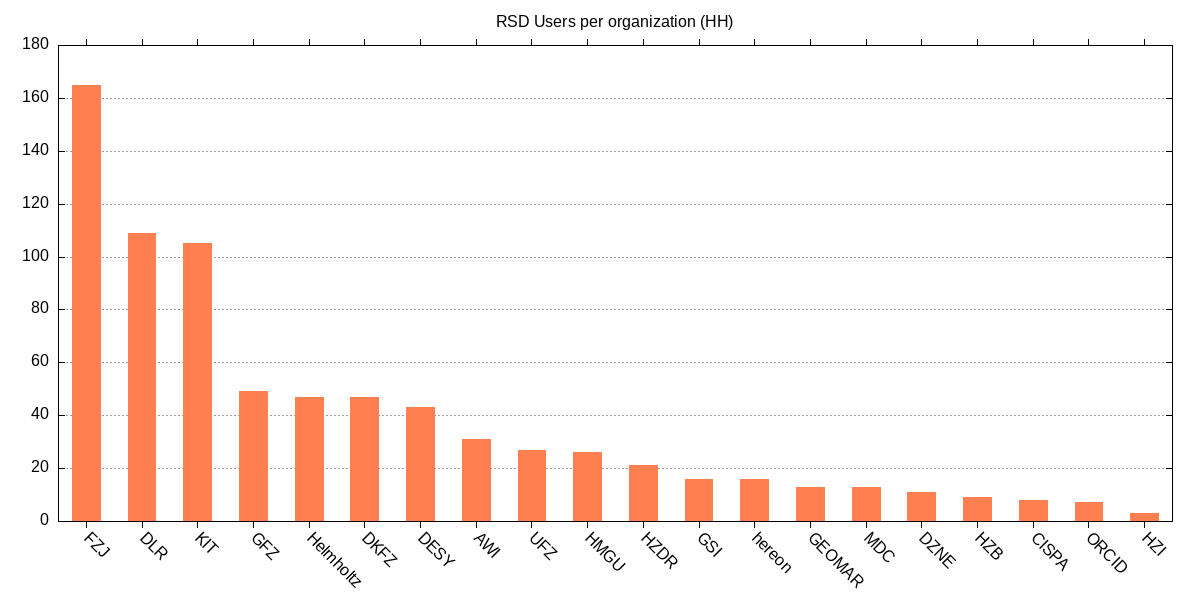 RSD Users per organization (HH)
180
160
140
120
100
80
60
40
20
0
FZJ
DLR
KIT
GFZ
Helmholtz
DKFZ
DESY
AWI
UFZ
HMGU
HZDR
GSI
hereon
GEOMAR
MDC
DZNE
HZB
CISPA
ORCID
HZI